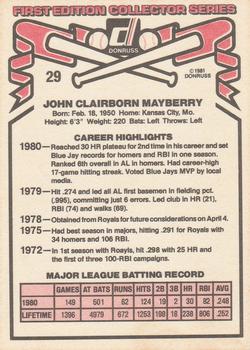 FIRST EDITION COLLECTOR SERIES
DONRUSS
29
©1981
DONRUSS
JOHN CLAIRBORN MAYBERRY
Born: Feb. 18, 1950 Home: Kansas City, Mo.
Height: 6'3" Weight: 220 Bats: Left Throws: Left
CAREER HIGHLIGHTS
1980 — Reached 30 HR plateau for 2nd time in his career and set Blue Jay records for homers and RBI in one season. Ranked 6th overall in AL in homers. Had career-high 17-game hitting streak. Voted Blue Jays MVP by local media.
1979 — Hit .274 and led all AL first basemen in fielding pct. (.995), committing just 6 errors. Led club in HR (21), RBI (74) and walks (69).
1978 — Obtained from Royals for future considerations on April 4.
1975 — Had best season in majors, hitting .291 for Royals with 34 homers and 106 RBI.
1972 — In 1st season w/ Royals, hit .298 with 25 HR and the first of three 100-RBI campaigns.
MAJOR LEAGUE BATTING RECORD
GAMES AT BATS RUNS HITS 2B 3B HR RBI AVE.
1980 149 501 62 124 19 2 30 82 .248
LIFETIME 1396 4679 672 1181 190 18 238 806 .252